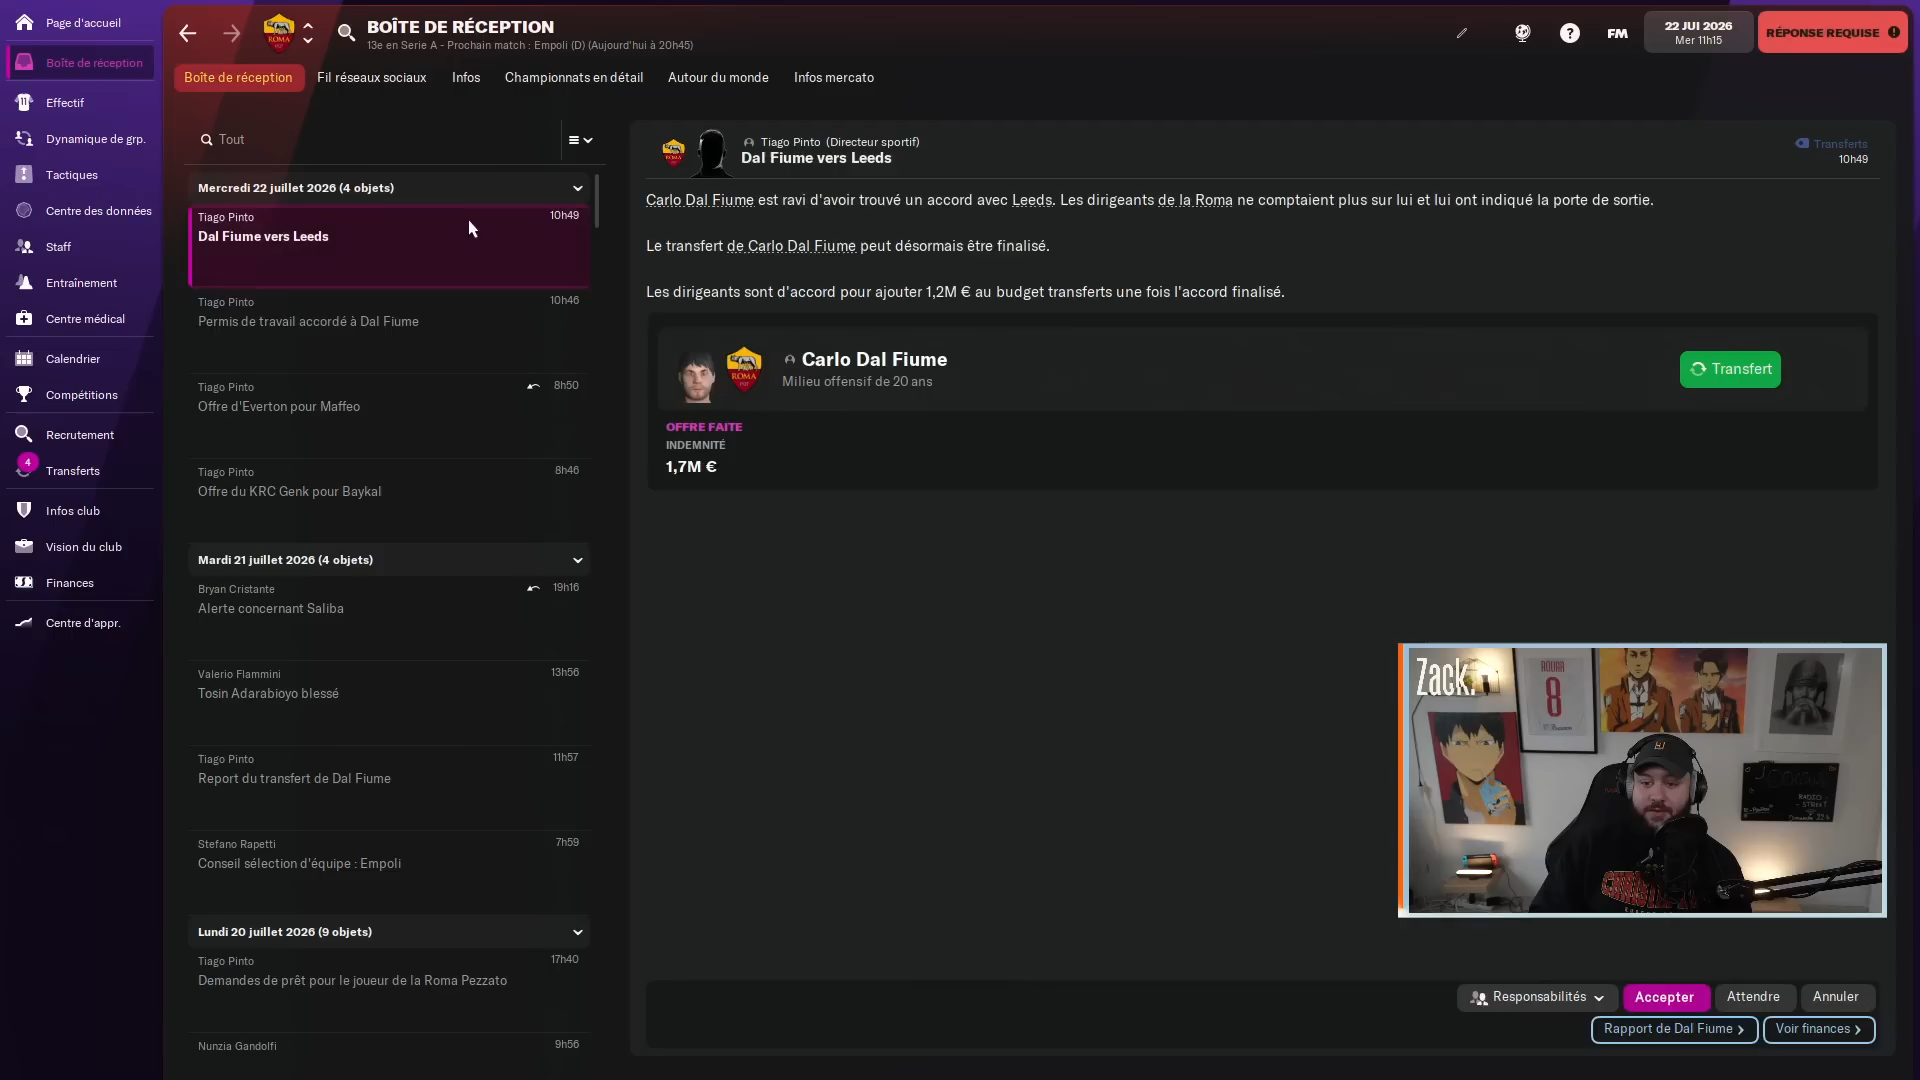 Page d'accueil
Boîte de réception
Effectif
Dynamique de grp.
Tactiques
Centre des données
Staff
Entraînement
Centre médical
Calendrier
Compétitions
Recrutement
4
Transferts
Infos club
Vision du club
Finances
Centre d'appr.
BOÎTE DE RÉCEPTION
13e en Serie A - Prochain match : Empoli (D) (Aujourd'hui à 20h45)
FM
22 JUI 2026
Mer 11h15
RÉPONSE REQUISE
Boîte de réception
Fil réseaux sociaux
Infos
Championnats en détail
Autour du monde
Infos mercato
Tout
Mercredi 22 juillet 2026 (4 objets)
Tiago Pinto 10h49
Dal Fiume vers Leeds
Tiago Pinto 10h46
Permis de travail accordé à Dal Fiume
Tiago Pinto 8h50
Offre d'Everton pour Maffeo
Tiago Pinto 8h46
Offre du KRC Genk pour Baykal
Mardi 21 juillet 2026 (4 objets)
Bryan Cristante 19h16
Alerte concernant Saliba
Valerio Flammini 13h56
Tosin Adarabioyo blessé
Tiago Pinto 11h57
Report du transfert de Dal Fiume
Stefano Rapetti 7h59
Conseil sélection d'équipe : Empoli
Lundi 20 juillet 2026 (9 objets)
Tiago Pinto 17h40
Demandes de prêt pour le joueur de la Roma Pezzato
Nunzia Gandolfi 9h56
Tiago Pinto (Directeur sportif)
Dal Fiume vers Leeds
Transferts
10h49
Carlo Dal Fiume est ravi d'avoir trouvé un accord avec Leeds. Les dirigeants de la Roma ne comptaient plus sur lui et lui ont indiqué la porte de sortie.
Le transfert de Carlo Dal Fiume peut désormais être finalisé.
Les dirigeants sont d'accord pour ajouter 1,2M € au budget transferts une fois l'accord finalisé.
ROMA
Carlo Dal Fiume
Milieu offensif de 20 ans
Transfert
OFFRE FAITE
INDEMNITÉ
1,7M €
Zack.
8
Responsabilités
Accepter
Attendre
Annuler
Rapport de Dal Fiume
Voir finances